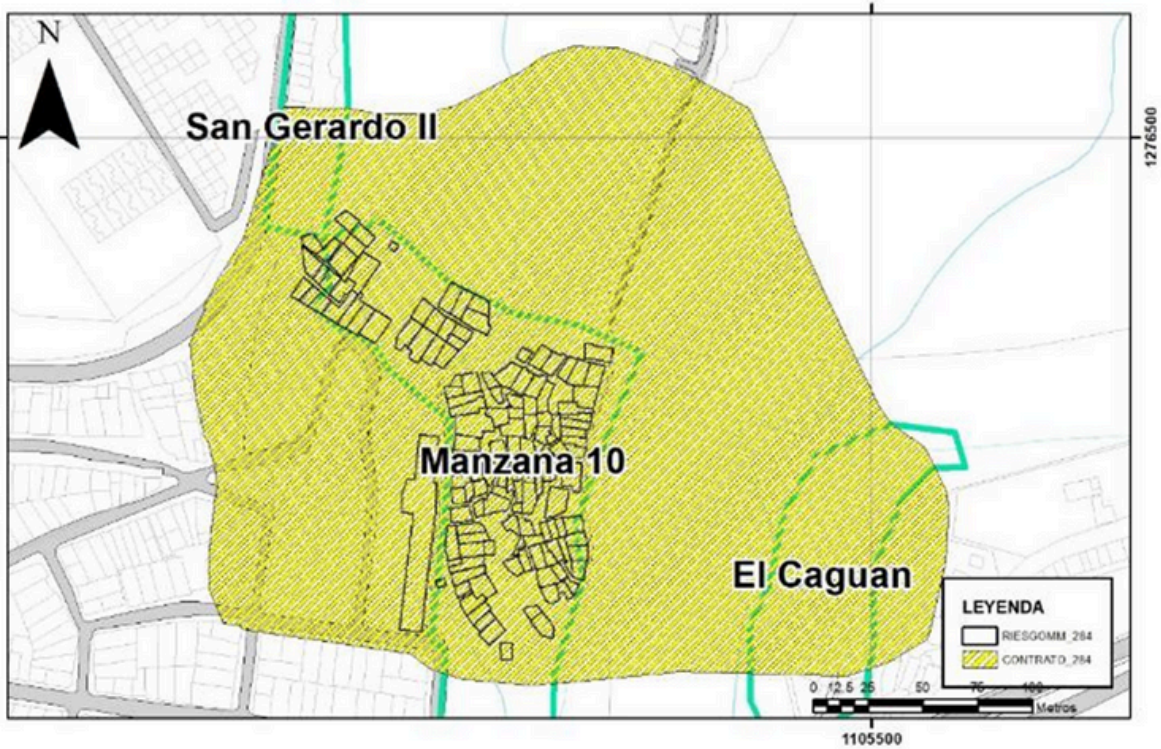 N
San Gerardo II
1276500
Manzana 10
El Caguan
LEYENDA
RIESGOMM_284
CONTRATO_284
0 12.5 25 50 75 100
Metros
1105500